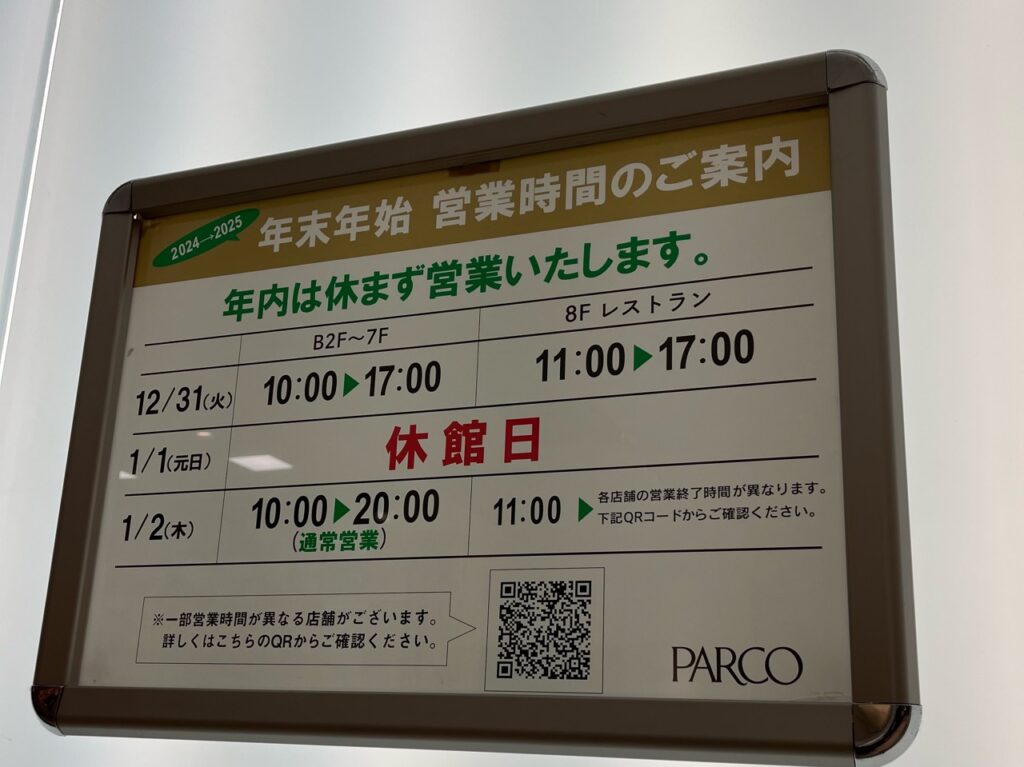 2024→2025
年末年始 営業時間のご案内
年内は休まず営業いたします。
B2F〜7F
8F レストラン
12/31(火)
10:00▶17:00
11:00▶17:00
1/1(元日)
休館日
1/2(木)
10:00▶20:00
(通常営業)
11:00▶
各店舗の営業終了時間が異なります。
下記QRコードからご確認ください。
※一部営業時間が異なる店舗がございます。
詳しくはこちらのQRからご確認ください。
PARCO